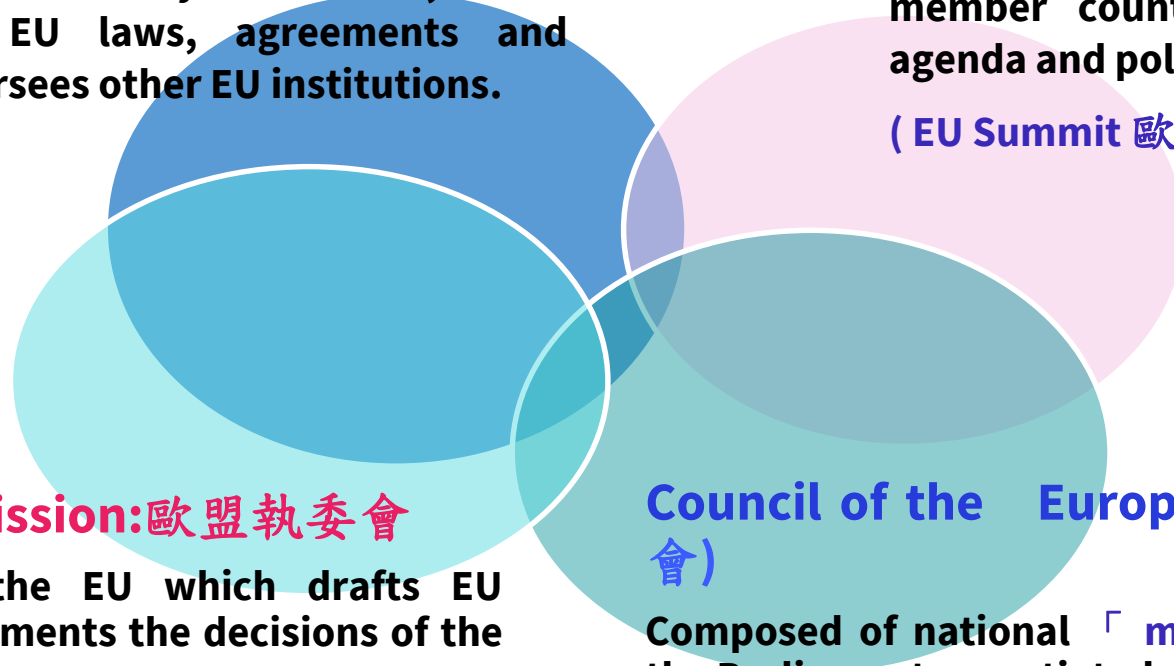 EU laws, agreements and
rsees other EU institutions.
member count
agenda and pol
( EU Summit 歐
ission:歐盟執委會
the EU which drafts EU
ments the decisions of the
Council of the Europ
會)
Composed of national 「 m